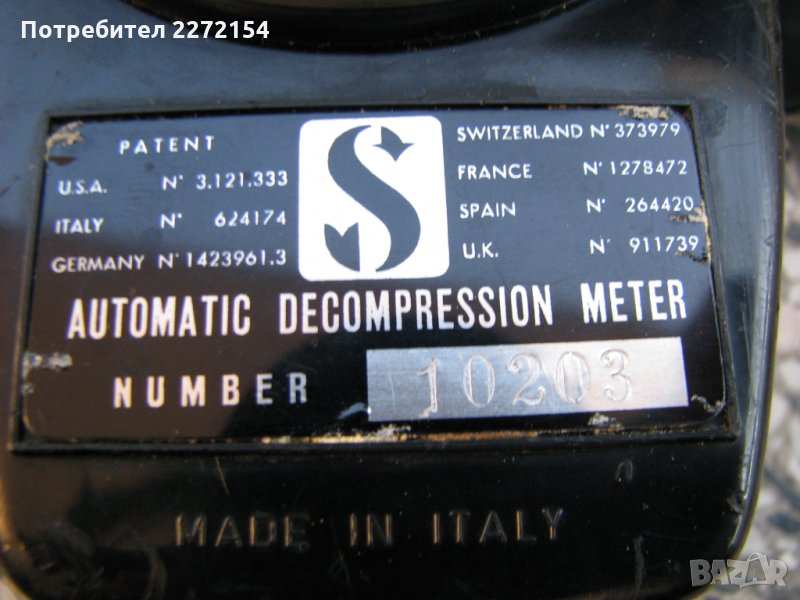 Потребител 2272154
PATENT
U.S.A. N° 3.121.333
ITALY N° 624174
GERMANY N° 1423961.3
S
SWITZERLAND N° 373979
FRANCE N° 1278472
SPAIN N° 264420
U.K. N° 911739
AUTOMATIC DECOMPRESSION METER
NUMBER 10203
MADE IN ITALY
BAZAR